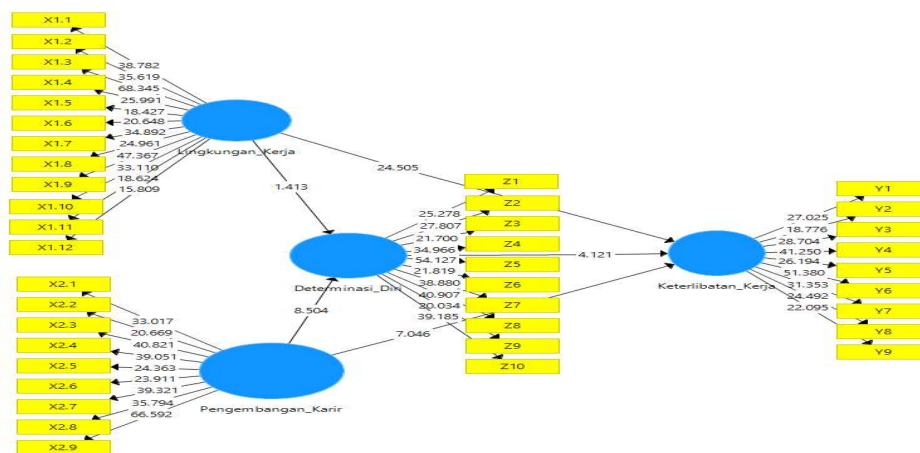 X1.1
X1.2
X1.3
X1.4
X1.5
X1.6
X1.7
X1.8
X1.9
X1.10
X1.11
X1.12
38.782
35.619
68.345
25.991
18.427
20.648
34.892
24.961
47.367
33.110
18.624
15.809
Lingkungan_Kerja
24.505
1.413
Z1
Z2
Z3
Z4
Z5
Z6
Z7
Z8
Z9
Z10
25.278
27.807
21.700
34.966
54.127
21.819
38.880
40.907
20.034
39.185
Determinasi_Diri
4.121
8.504
7.046
X2.1
X2.2
X2.3
X2.4
X2.5
X2.6
X2.7
X2.8
X2.9
33.017
20.669
40.821
39.051
24.363
23.911
39.321
35.794
66.592
Pengembangan_Karir
Keterlibatan_Kerja
Y1
Y2
Y3
Y4
Y5
Y6
Y7
Y8
Y9
27.025
18.776
28.704
41.250
26.194
51.380
31.353
24.492
22.095